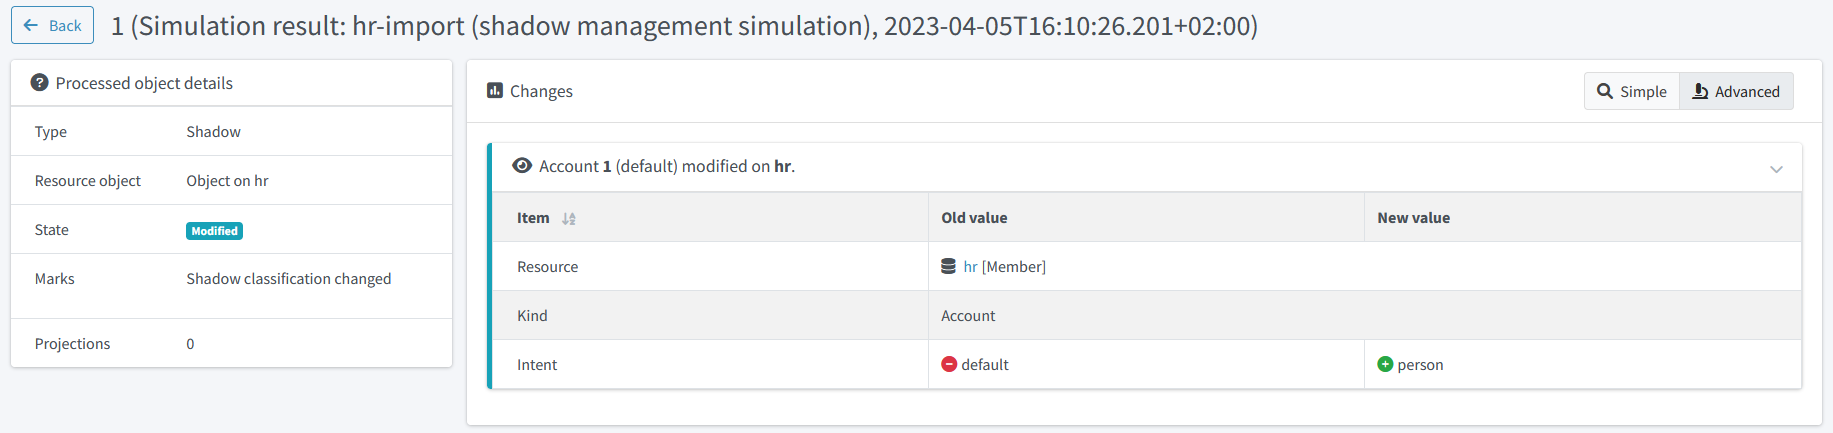 Back
1 (Simulation result: hr-import (shadow management simulation), 2023-04-05T16:10:26.201+02:00)
Processed object details
Type Shadow
Resource object Object on hr
State Modified
Marks Shadow classification changed
Projections 0
Changes
Simple Advanced
Account 1 (default) modified on hr.
Item Old value New value
Resource hr [Member]
Kind Account
Intent default person